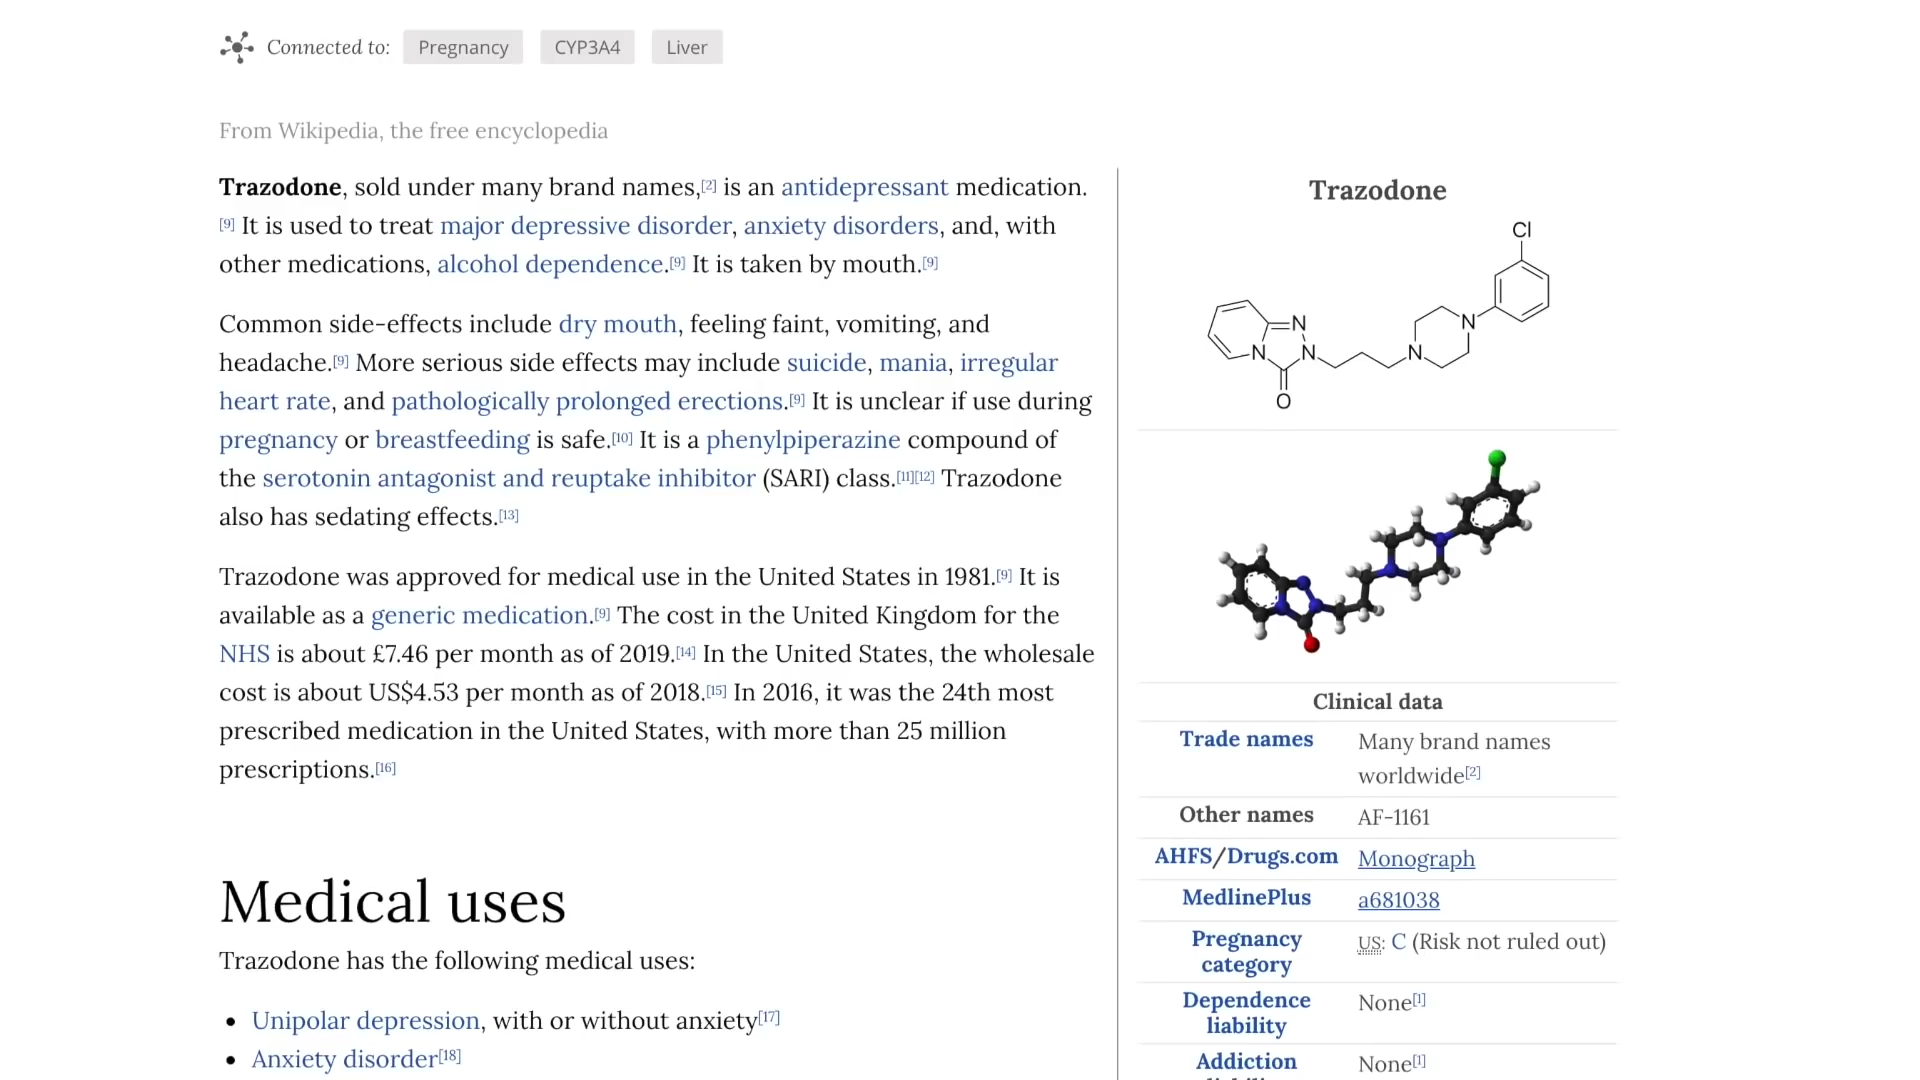 Connected to: Pregnancy CYP3A4 Liver
From Wikipedia, the free encyclopedia
Trazodone, sold under many brand names,[2] is an antidepressant medication.
[9] It is used to treat major depressive disorder, anxiety disorders, and, with
other medications, alcohol dependence.[9] It is taken by mouth.[9]
Common side-effects include dry mouth, feeling faint, vomiting, and
headache.[9] More serious side effects may include suicide, mania, irregular
heart rate, and pathologically prolonged erections.[9] It is unclear if use during
pregnancy or breastfeeding is safe.[10] It is a phenylpiperazine compound of
the serotonin antagonist and reuptake inhibitor (SARI) class.[11][12] Trazodone
also has sedating effects.[13]
Trazodone was approved for medical use in the United States in 1981.[9] It is
available as a generic medication.[9] The cost in the United Kingdom for the
NHS is about £7.46 per month as of 2019.[14] In the United States, the wholesale
cost is about US$4.53 per month as of 2018.[15] In 2016, it was the 24th most
prescribed medication in the United States, with more than 25 million
prescriptions.[16]
Medical uses
Trazodone has the following medical uses:
• Unipolar depression, with or without anxiety[17]
• Anxiety disorder[18]
Trazodone
Cl
N
N
N
N
N
O
Clinical data
Trade names Many brand names
worldwide[2]
Other names AF-1161
AHFS/Drugs.com Monograph
MedlinePlus a681038
Pregnancy
category US: C (Risk not ruled out)
Dependence
liability None[1]
Addiction None[1]